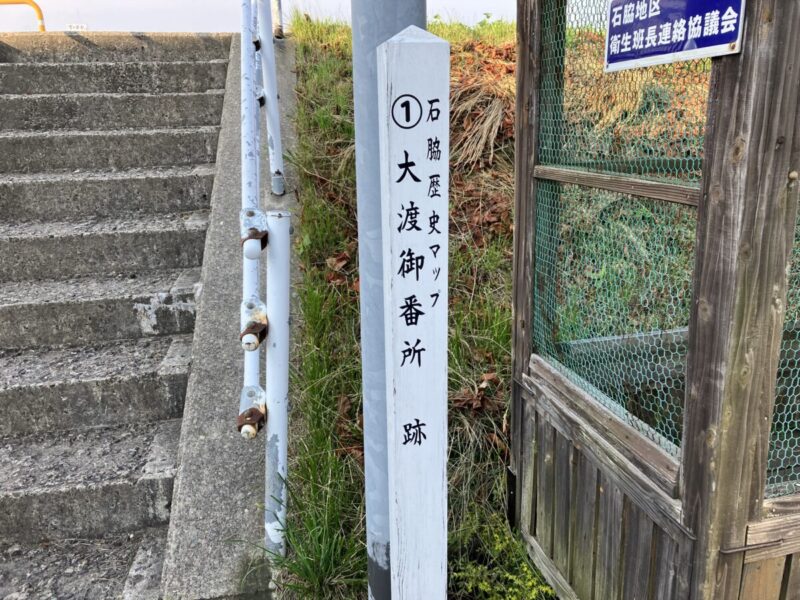 石脇歴史マップ
①大渡御番所 跡
石脇地区
衛生班長連絡協議会